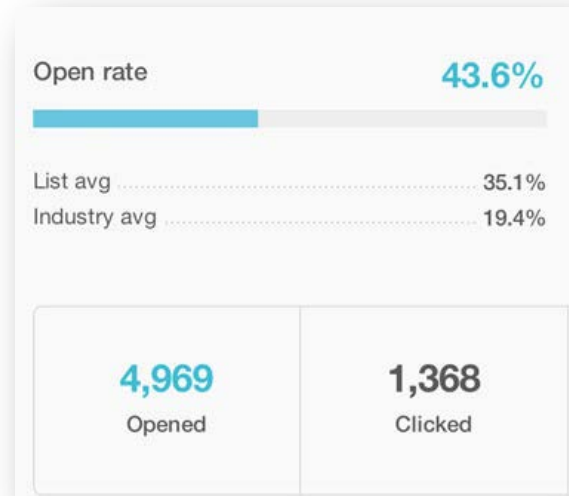 Open rate 43.6%
List avg 35.1%
Industry avg 19.4%
4,969 1,368
Opened Clicked